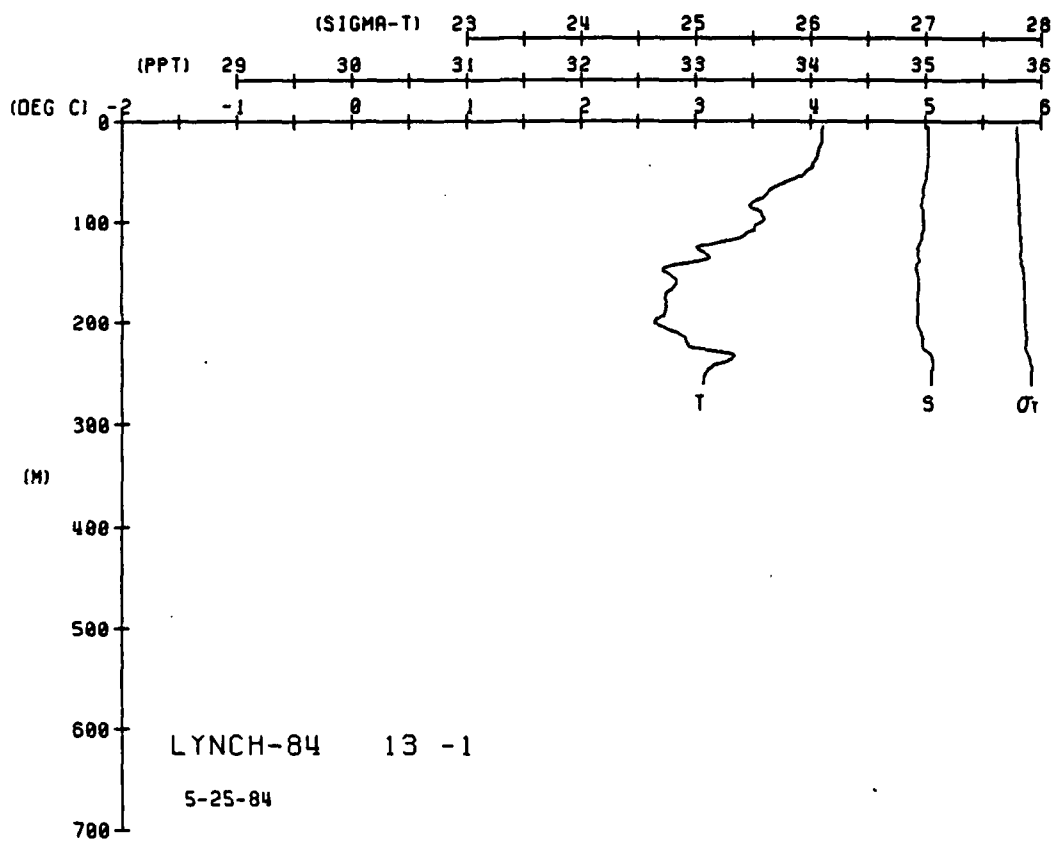 (SIGMA-T) 23 24 25 26 27 28
(PPT) 29 30 31 32 33 34 35 36
(DEG C) -2 -1 0 1 2 3 4 5 6
0
100
200
T S σT
300
(M)
400
500
600
LYNCH-84 13 -1
5-25-84
700